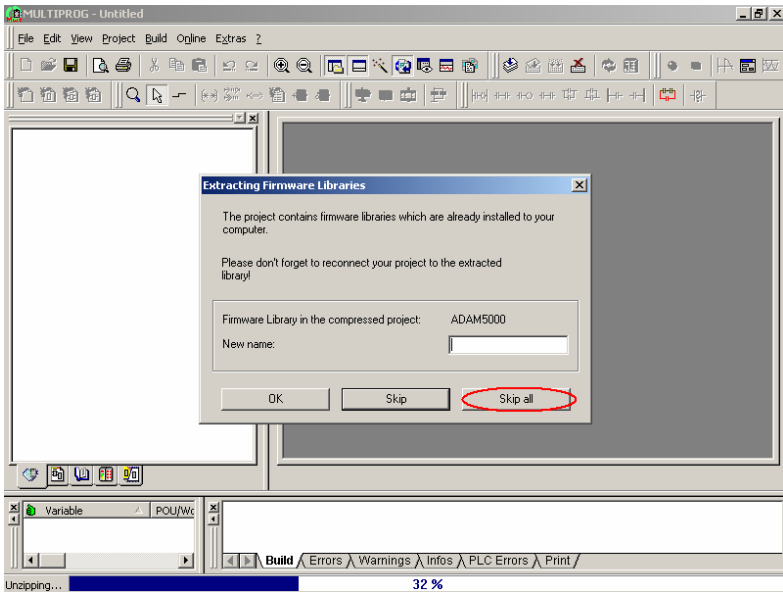 MULTIPROG - Untitled
File Edit View Project Build Online Extras ?
Extracting Firmware Libraries
The project contains firmware libraries which are already installed to your
computer.
Please don't forget to reconnect your project to the extracted
library!
Firmware Library in the compressed project: ADAM5000
New name:
OK Skip Skip all
Variable POU/Wo
Build Errors Warnings Infos PLC Errors Print
Unzipping... 32 %